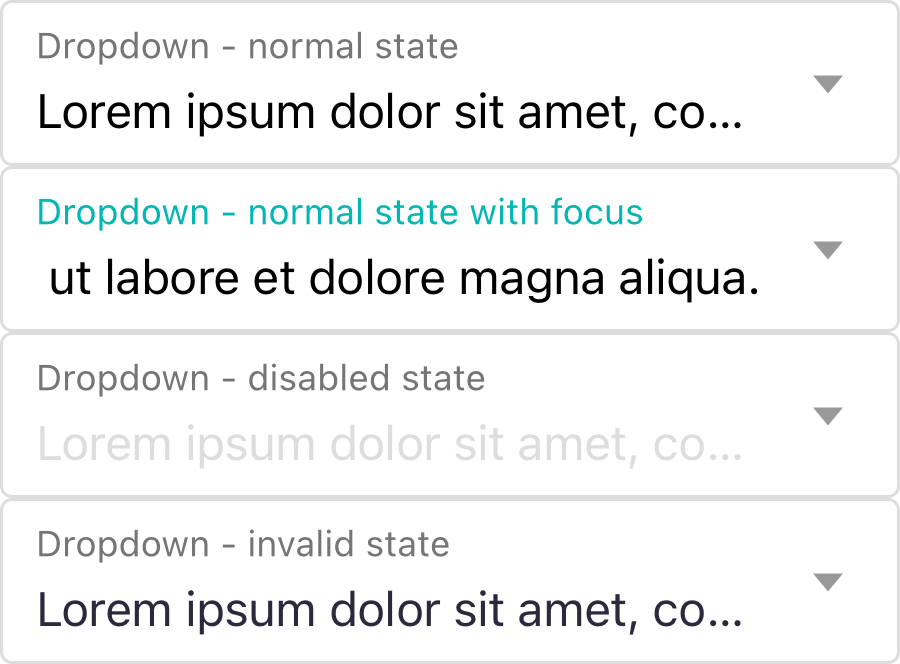 Dropdown - normal state
Lorem ipsum dolor sit amet, co...
Dropdown - normal state with focus
ut labore et dolore magna aliqua.
Dropdown - disabled state
Lorem ipsum dolor sit amet, co...
Dropdown - invalid state
Lorem ipsum dolor sit amet, co...